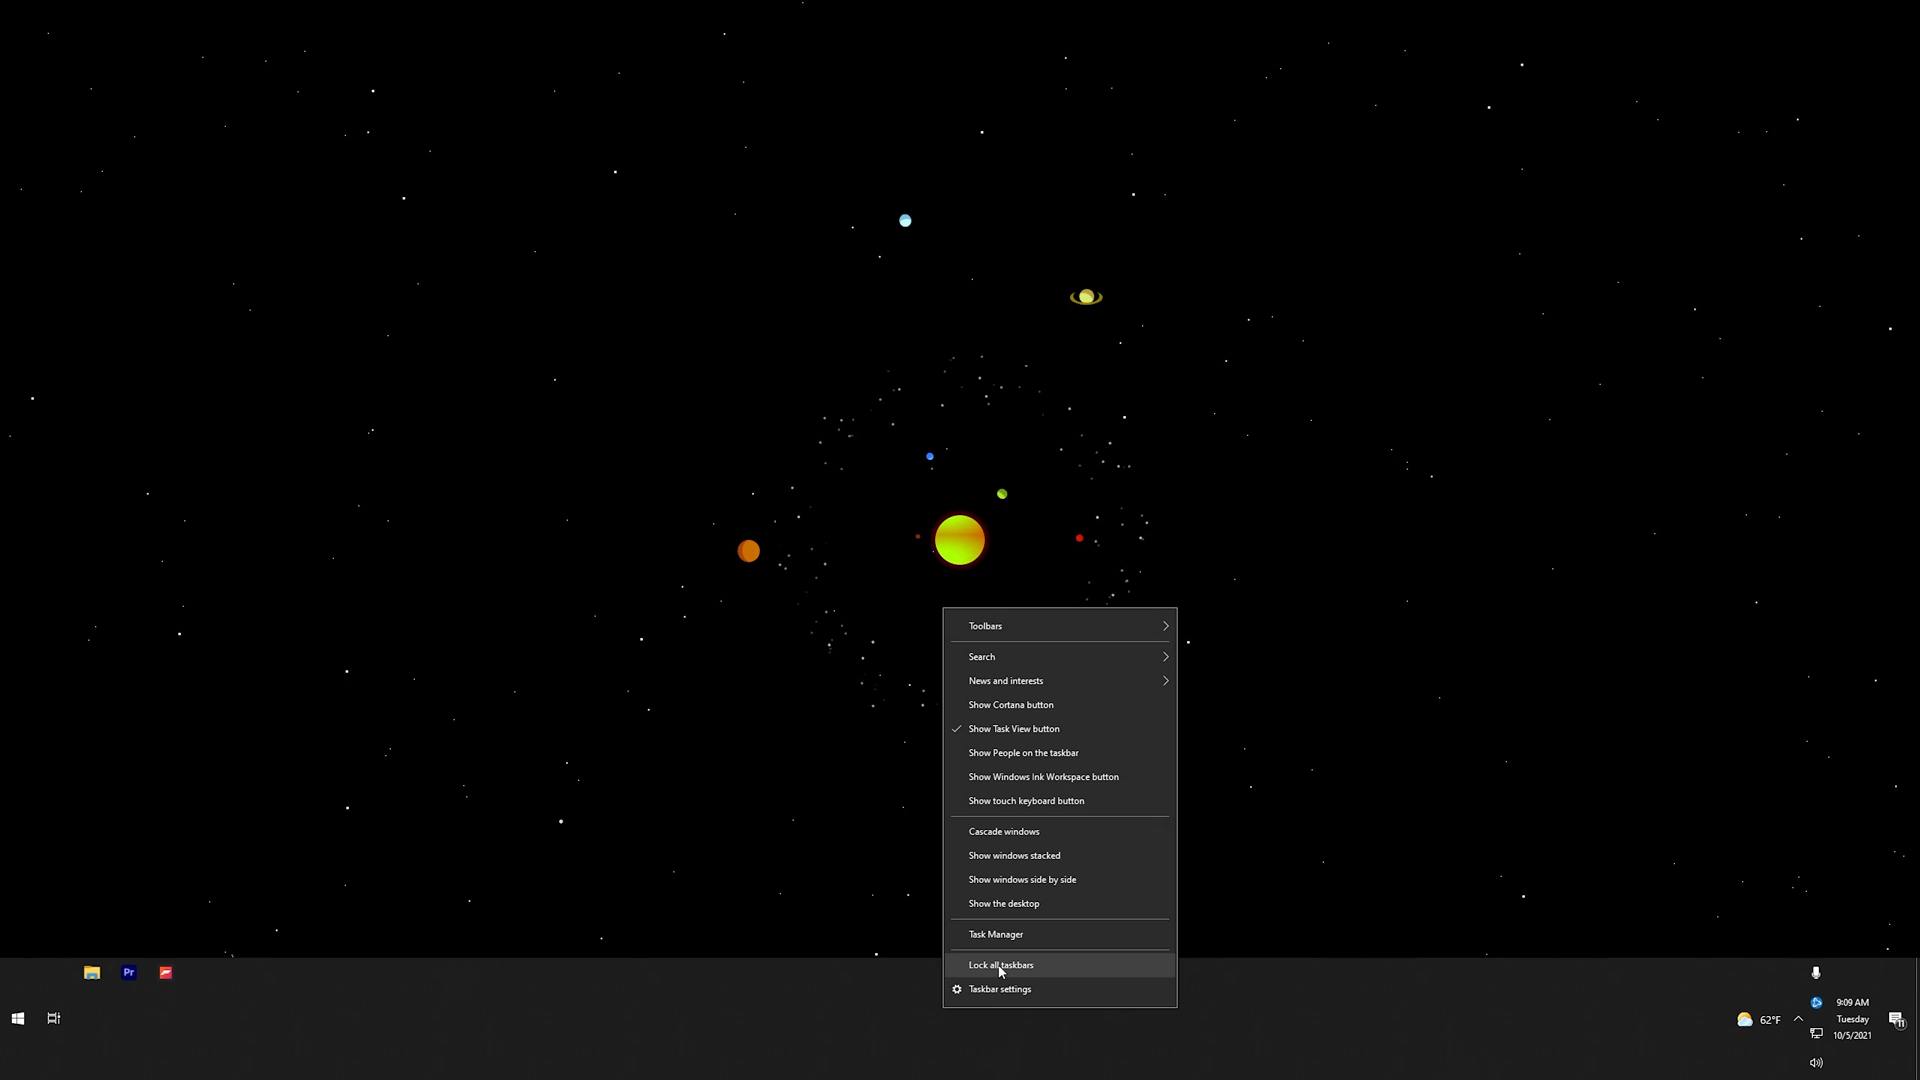 Toolbars
Search
News and interests
Show Cortana button
Show Task View button
Show People on the taskbar
Show Windows Ink Workspace button
Show touch keyboard button
Cascade windows
Show windows stacked
Show windows side by side
Show the desktop
Task Manager
Lock all taskbars
Taskbar settings
Pr
62°F
9:09 AM
Tuesday
10/5/2021
11